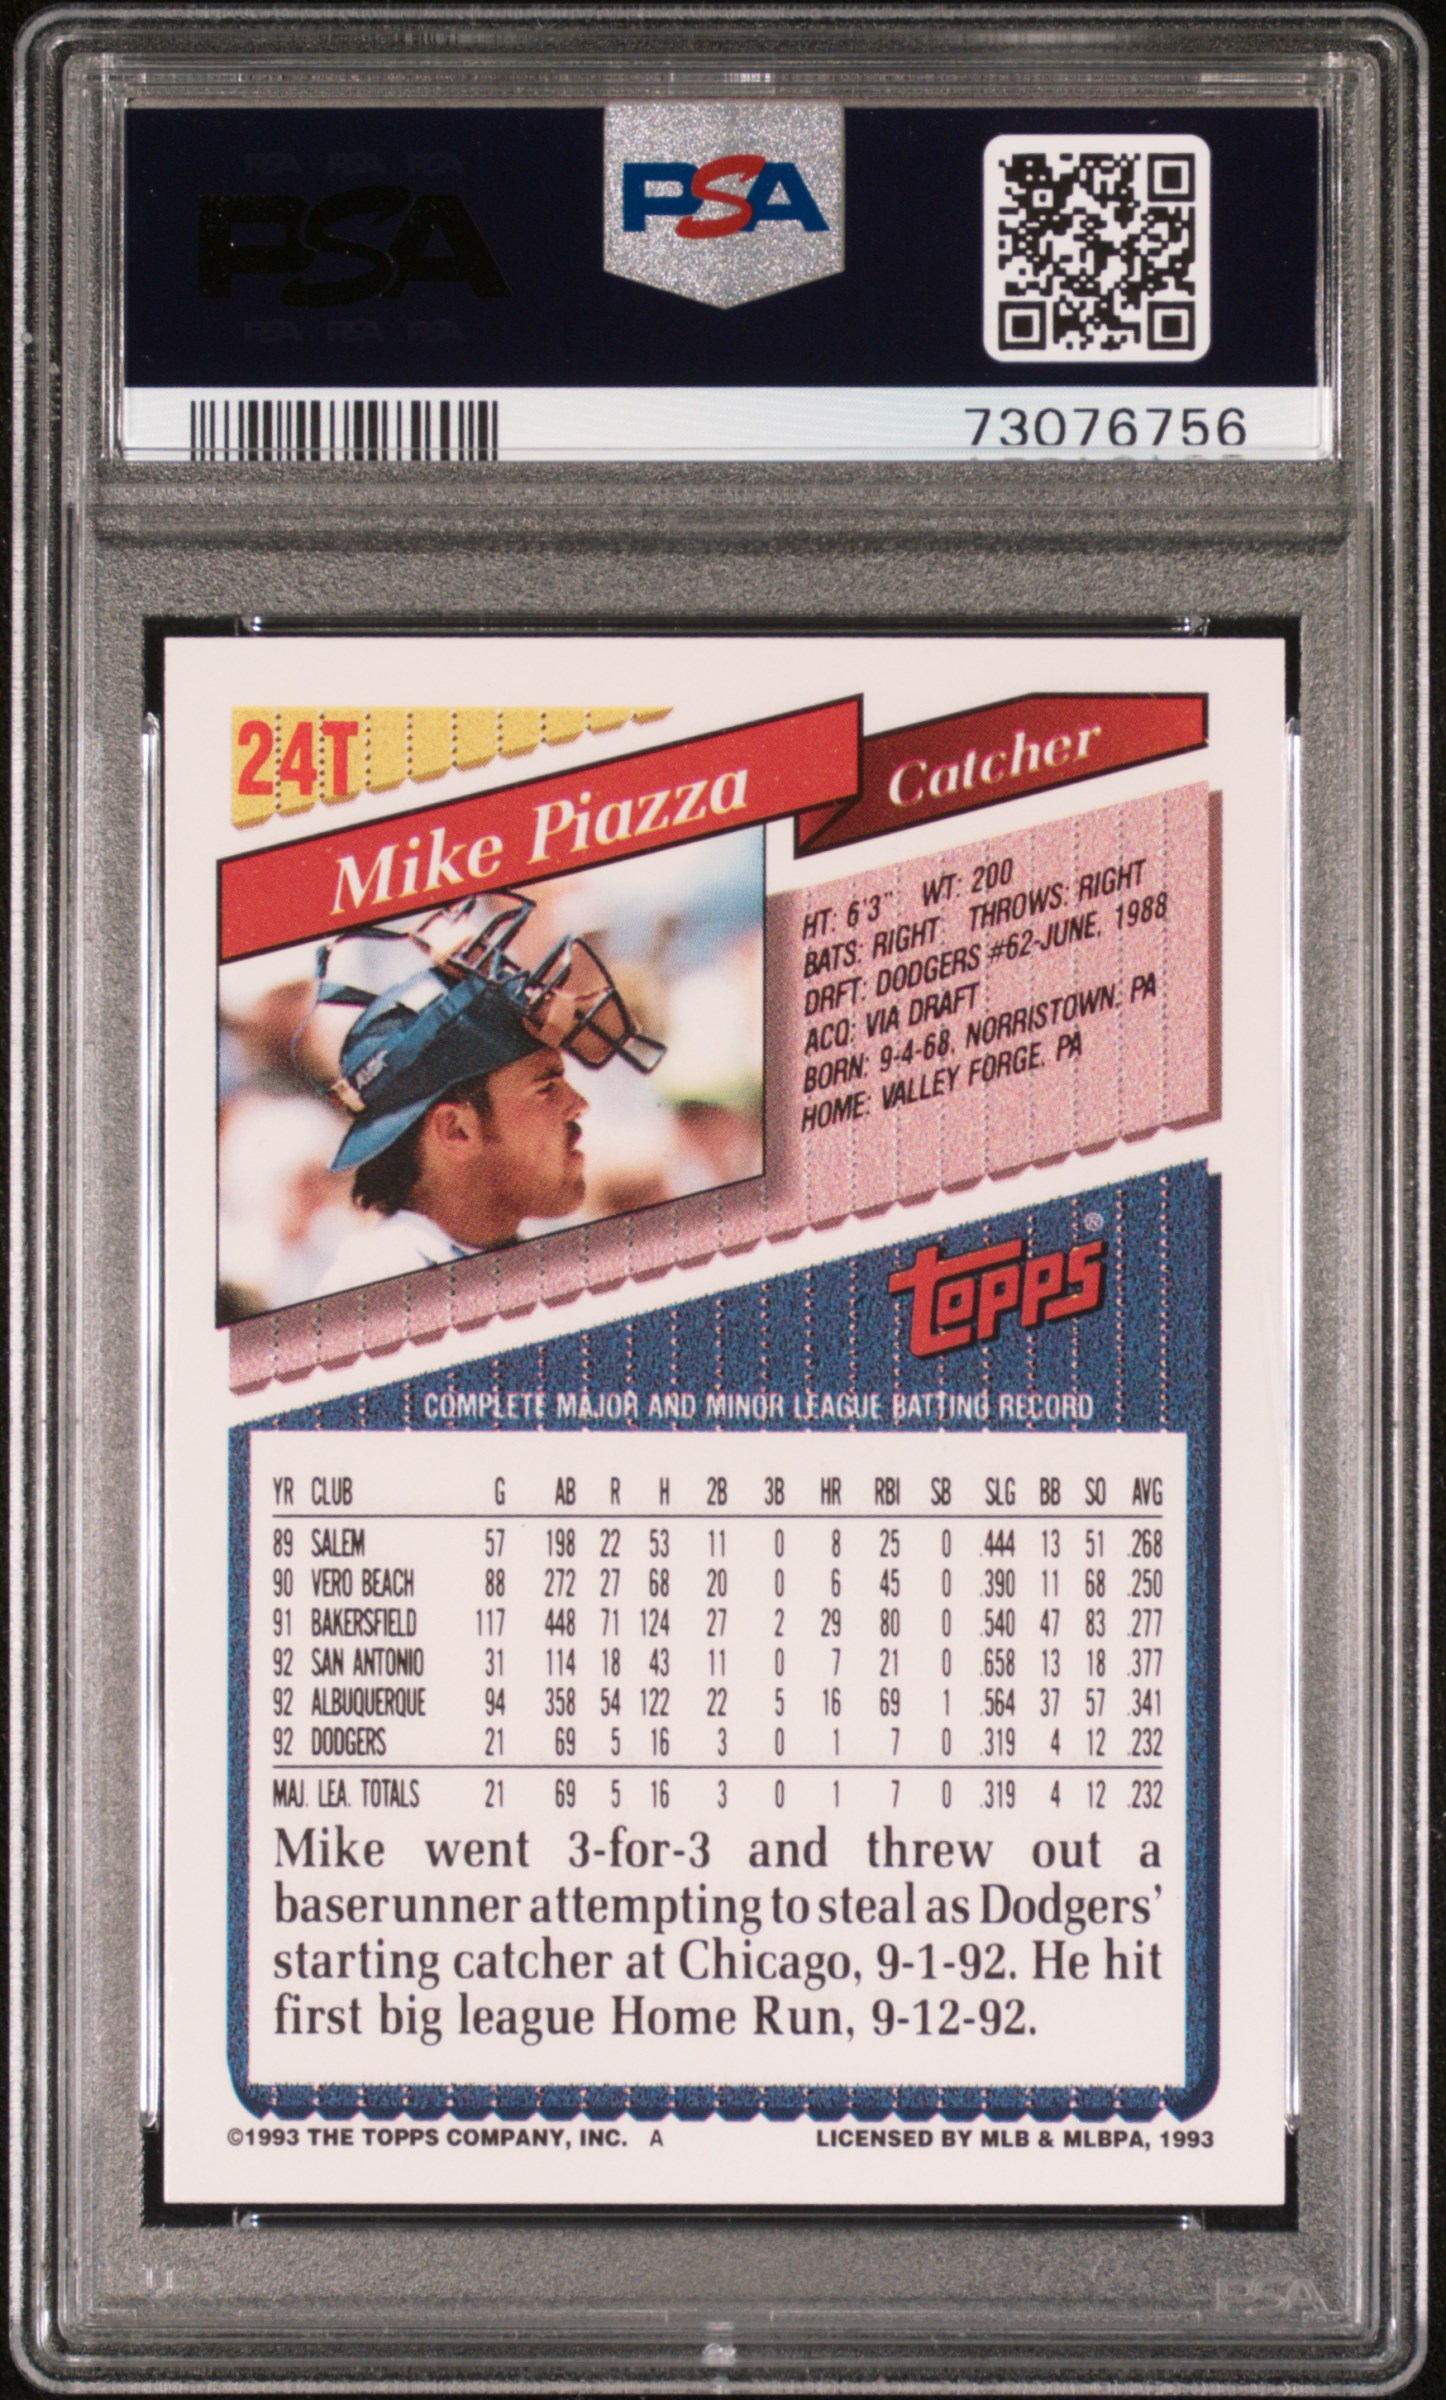 PSA PSA PSA
PSA
PSA PSA PSA
PSA
73076756
24T
Mike Piazza
Catcher
HT: 6'3" WT: 200
BATS: RIGHT THROWS: RIGHT
DRFT: DODGERS #62-JUNE, 1988
ACQ: VIA DRAFT
BORN: 9-4-68, NORRISTOWN, PA
HOME: VALLEY FORGE, PA
topps®
COMPLETE MAJOR AND MINOR LEAGUE BATTING RECORD
YR CLUB G AB R H 2B 3B HR RBI SB SLG BB SO AVG
89 SALEM 57 198 22 53 11 0 8 25 0 .444 13 51 .268
90 VERO BEACH 88 272 27 68 20 0 6 45 0 .390 11 68 .250
91 BAKERSFIELD 117 448 71 124 27 2 29 80 0 .540 47 83 .277
92 SAN ANTONIO 31 114 18 43 11 0 7 21 0 .658 13 18 .377
92 ALBUQUERQUE 94 358 54 122 22 5 16 69 1 .564 37 57 .341
92 DODGERS 21 69 5 16 3 0 1 7 0 .319 4 12 .232
MAJ. LEA. TOTALS 21 69 5 16 3 0 1 7 0 .319 4 12 .232
Mike went 3-for-3 and threw out a
baserunner attempting to steal as Dodgers'
starting catcher at Chicago, 9-1-92. He hit
first big league Home Run, 9-12-92.
©1993 THE TOPPS COMPANY, INC. A
LICENSED BY MLB & MLBPA, 1993
PSA